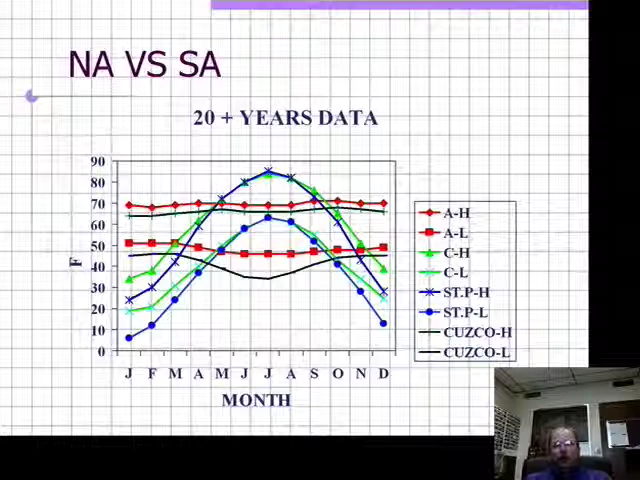 NA VS SA
20 + YEARS DATA
90
80
70
60
50
40
30
20
10
0
F
J F M A M J J A S O N D
MONTH
A-H
A-L
C-H
C-L
ST.P-H
ST.P-L
CUZCO-H
CUZCO-L